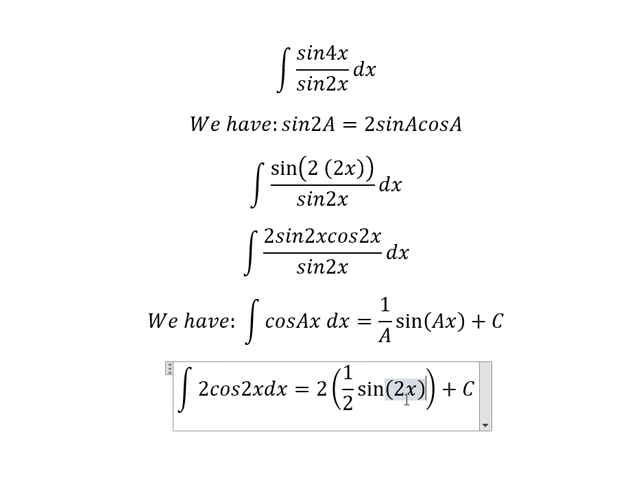 ∫ sin4x/sin2x dx
We have: sin2A = 2sinAcosA
∫ sin(2 (2x))/sin2x dx
∫ 2sin2xcos2x/sin2x dx
We have: ∫ cosAx dx = 1/A sin(Ax) + C
∫ 2cos2xdx = 2(1/2 sin(2x)) + C